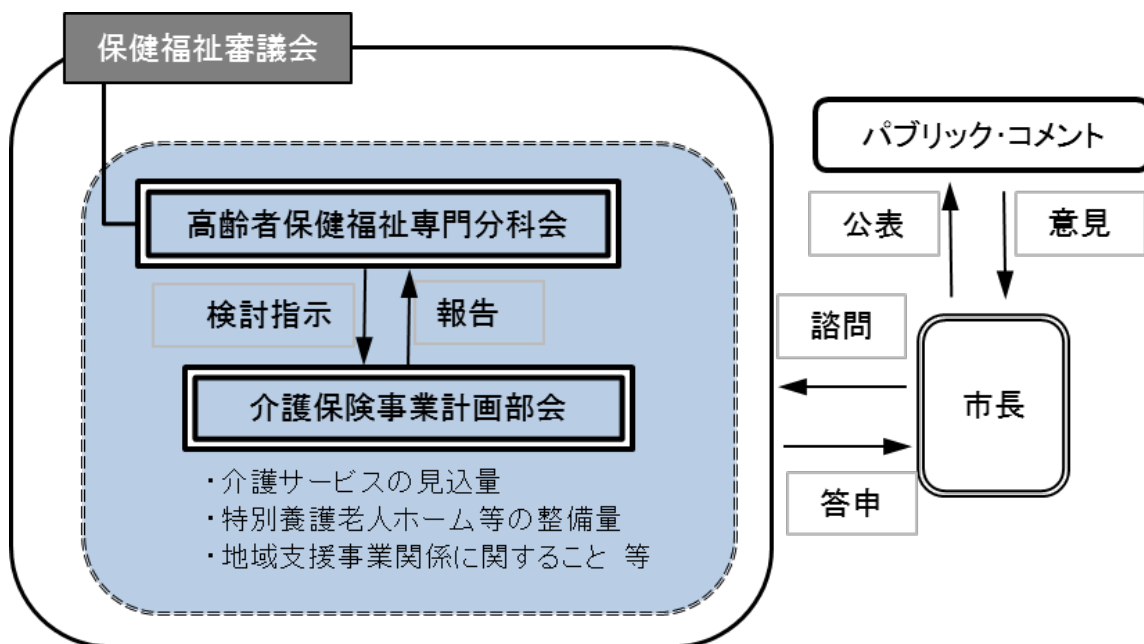 保健福祉審議会
高齢者保健福祉専門分科会
検討指示
報告
介護保険事業計画部会
・介護サービスの見込量
・特別養護老人ホーム等の整備量
・地域支援事業関係に関すること 等
パブリック・コメント
公表
意見
諮問
市長
答申